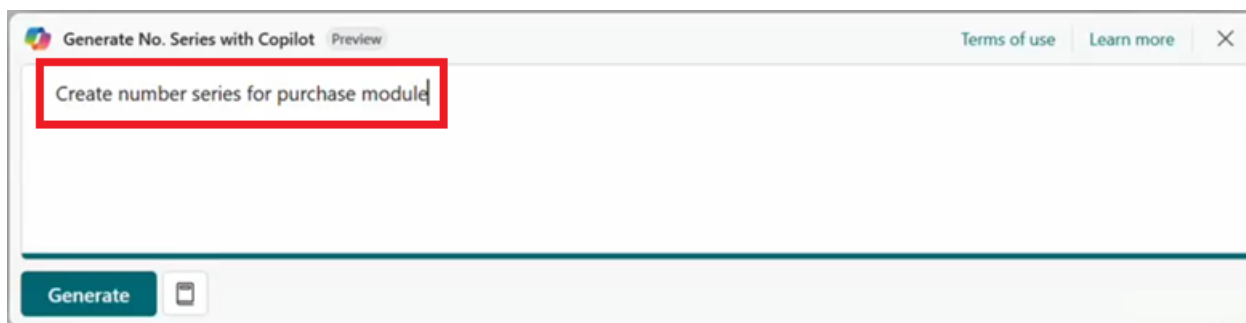 Generate No. Series with Copilot Preview Terms of use Learn more
Create number series for purchase module
Generate